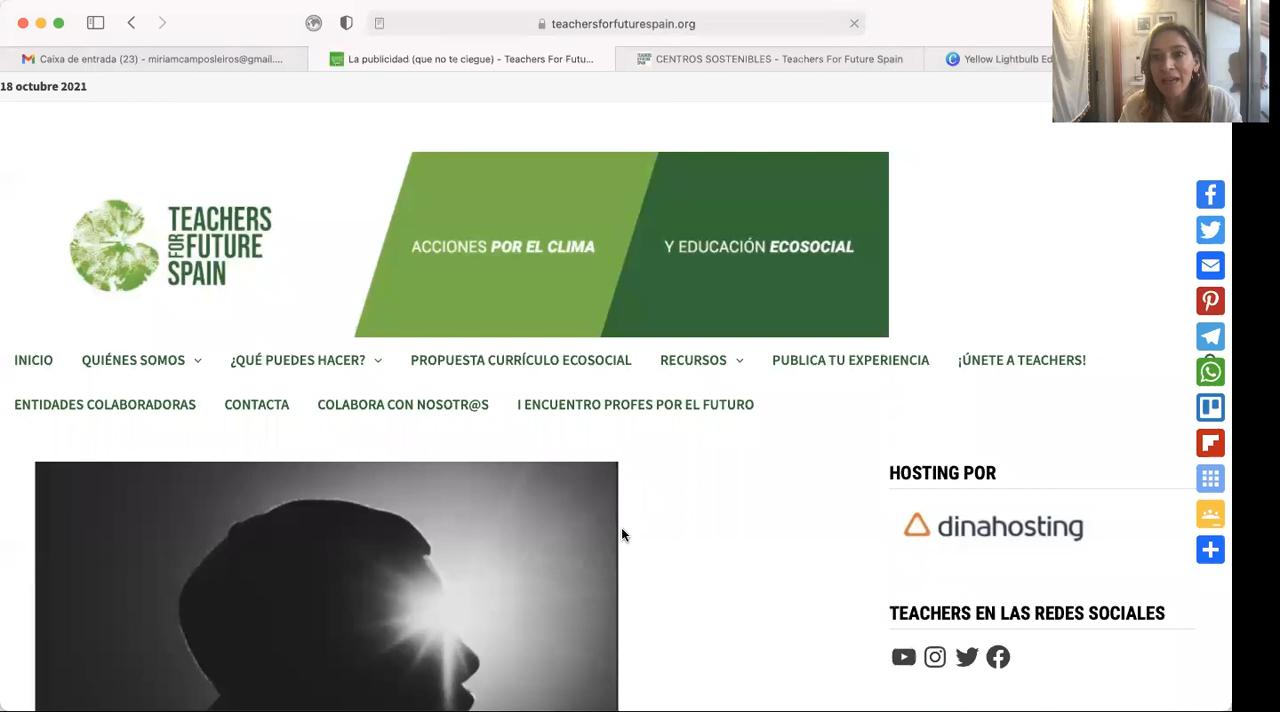 teachersforfuturespain.org
Caixa de entrada (23) - miriamcamposleiros@gmail....
La publicidad (que no te ciegue) - Teachers For Futu...
CENTROS SOSTENIBLES - Teachers For Future Spain
Yellow Lightbulb Ed
18 octubre 2021
TEACHERS
FOR FUTURE
SPAIN
ACCIONES POR EL CLIMA
Y EDUCACIÓN ECOSOCIAL
INICIO
QUIÉNES SOMOS
¿QUÉ PUEDES HACER?
PROPUESTA CURRÍCULO ECOSOCIAL
RECURSOS
PUBLICA TU EXPERIENCIA
¡ÚNETE A TEACHERS!
ENTIDADES COLABORADORAS
CONTACTA
COLABORA CON NOSOTR@S
I ENCUENTRO PROFES POR EL FUTURO
HOSTING POR
dinahosting
TEACHERS EN LAS REDES SOCIALES